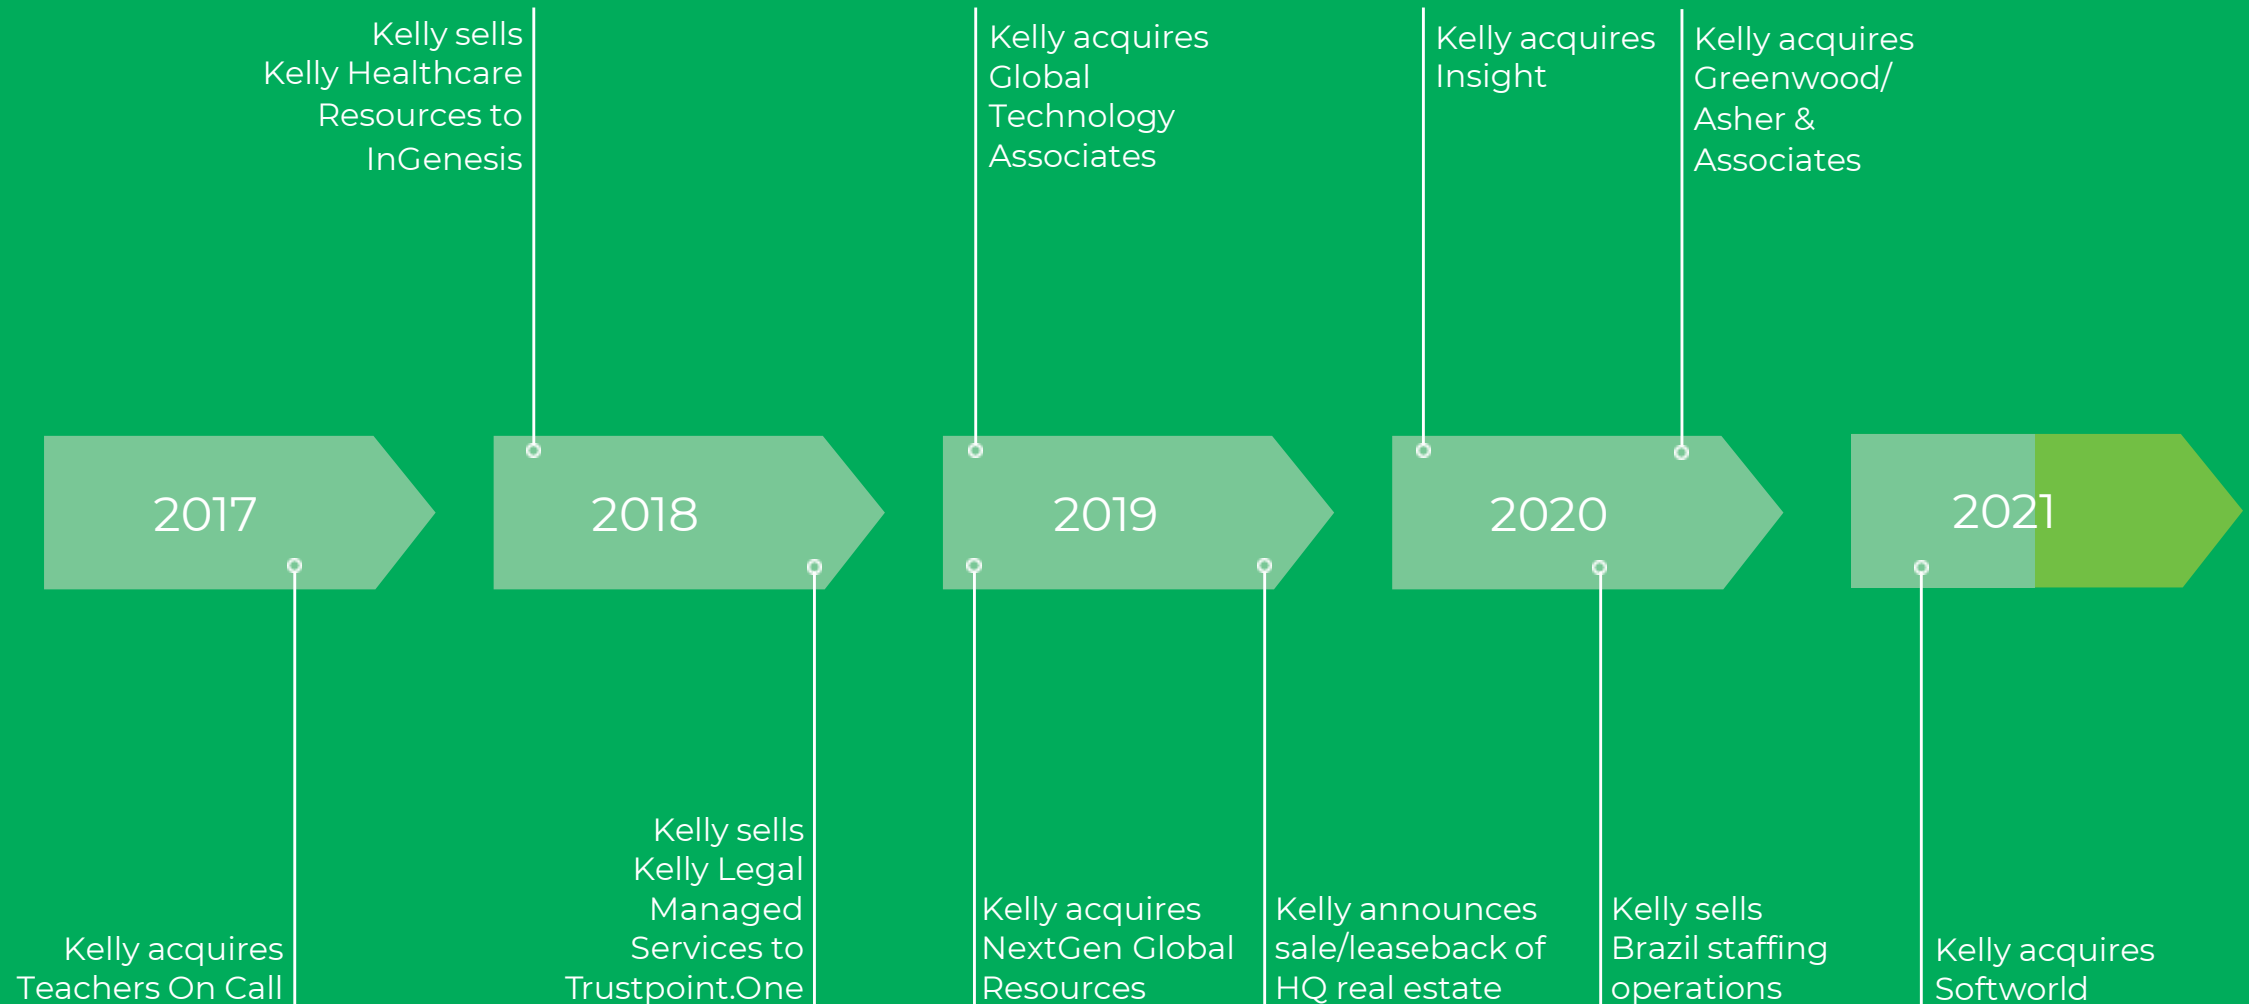 Kelly sells
Kelly Healthcare
Resources to
InGenesis
Kelly acquires
Global
Technology
Associates
Kelly acquires
Insight
Kelly acquires
Greenwood/
Asher &
Associates
2017
2018
2019
2020
2021
Kelly acquires
Teachers On Call
Kelly sells
Kelly Legal
Managed
Services to
Trustpoint.One
Kelly acquires
NextGen Global
Resources
Kelly announces
sale/leaseback of
HQ real estate
Kelly sells
Brazil staffing
operations
Kelly acquires
Softworld